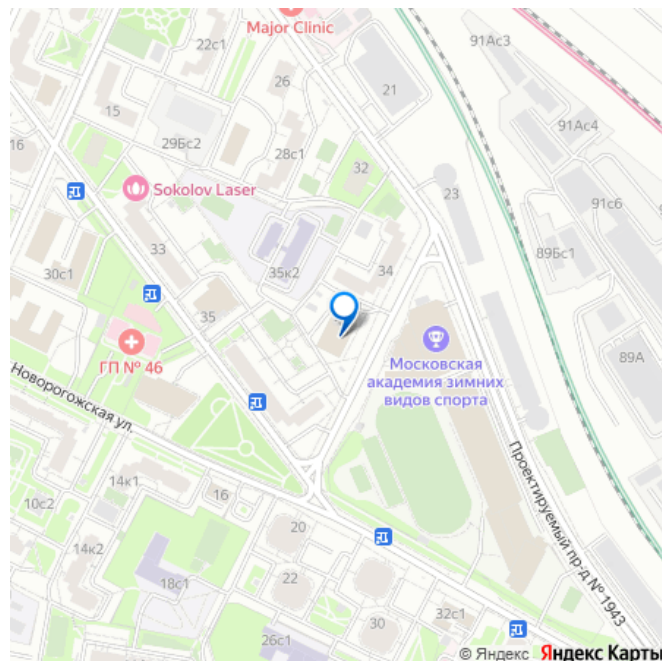 Major Clinic
22с1
91Ас3
26
21
15
91Ас4
29Бс2
16
28с1
32
Sokolov Laser
23
91с6
33
89Бс1
30с1
35к2
34
35
ГП № 46
Московская
академия зимних
видов спорта
89А
Новорогожская ул.
14к1
16
10с2
20
Проектируемый пр-д № 1943
14к2
18с1
22
30
32с1
26с1
© Яндекс Яндекс Карты